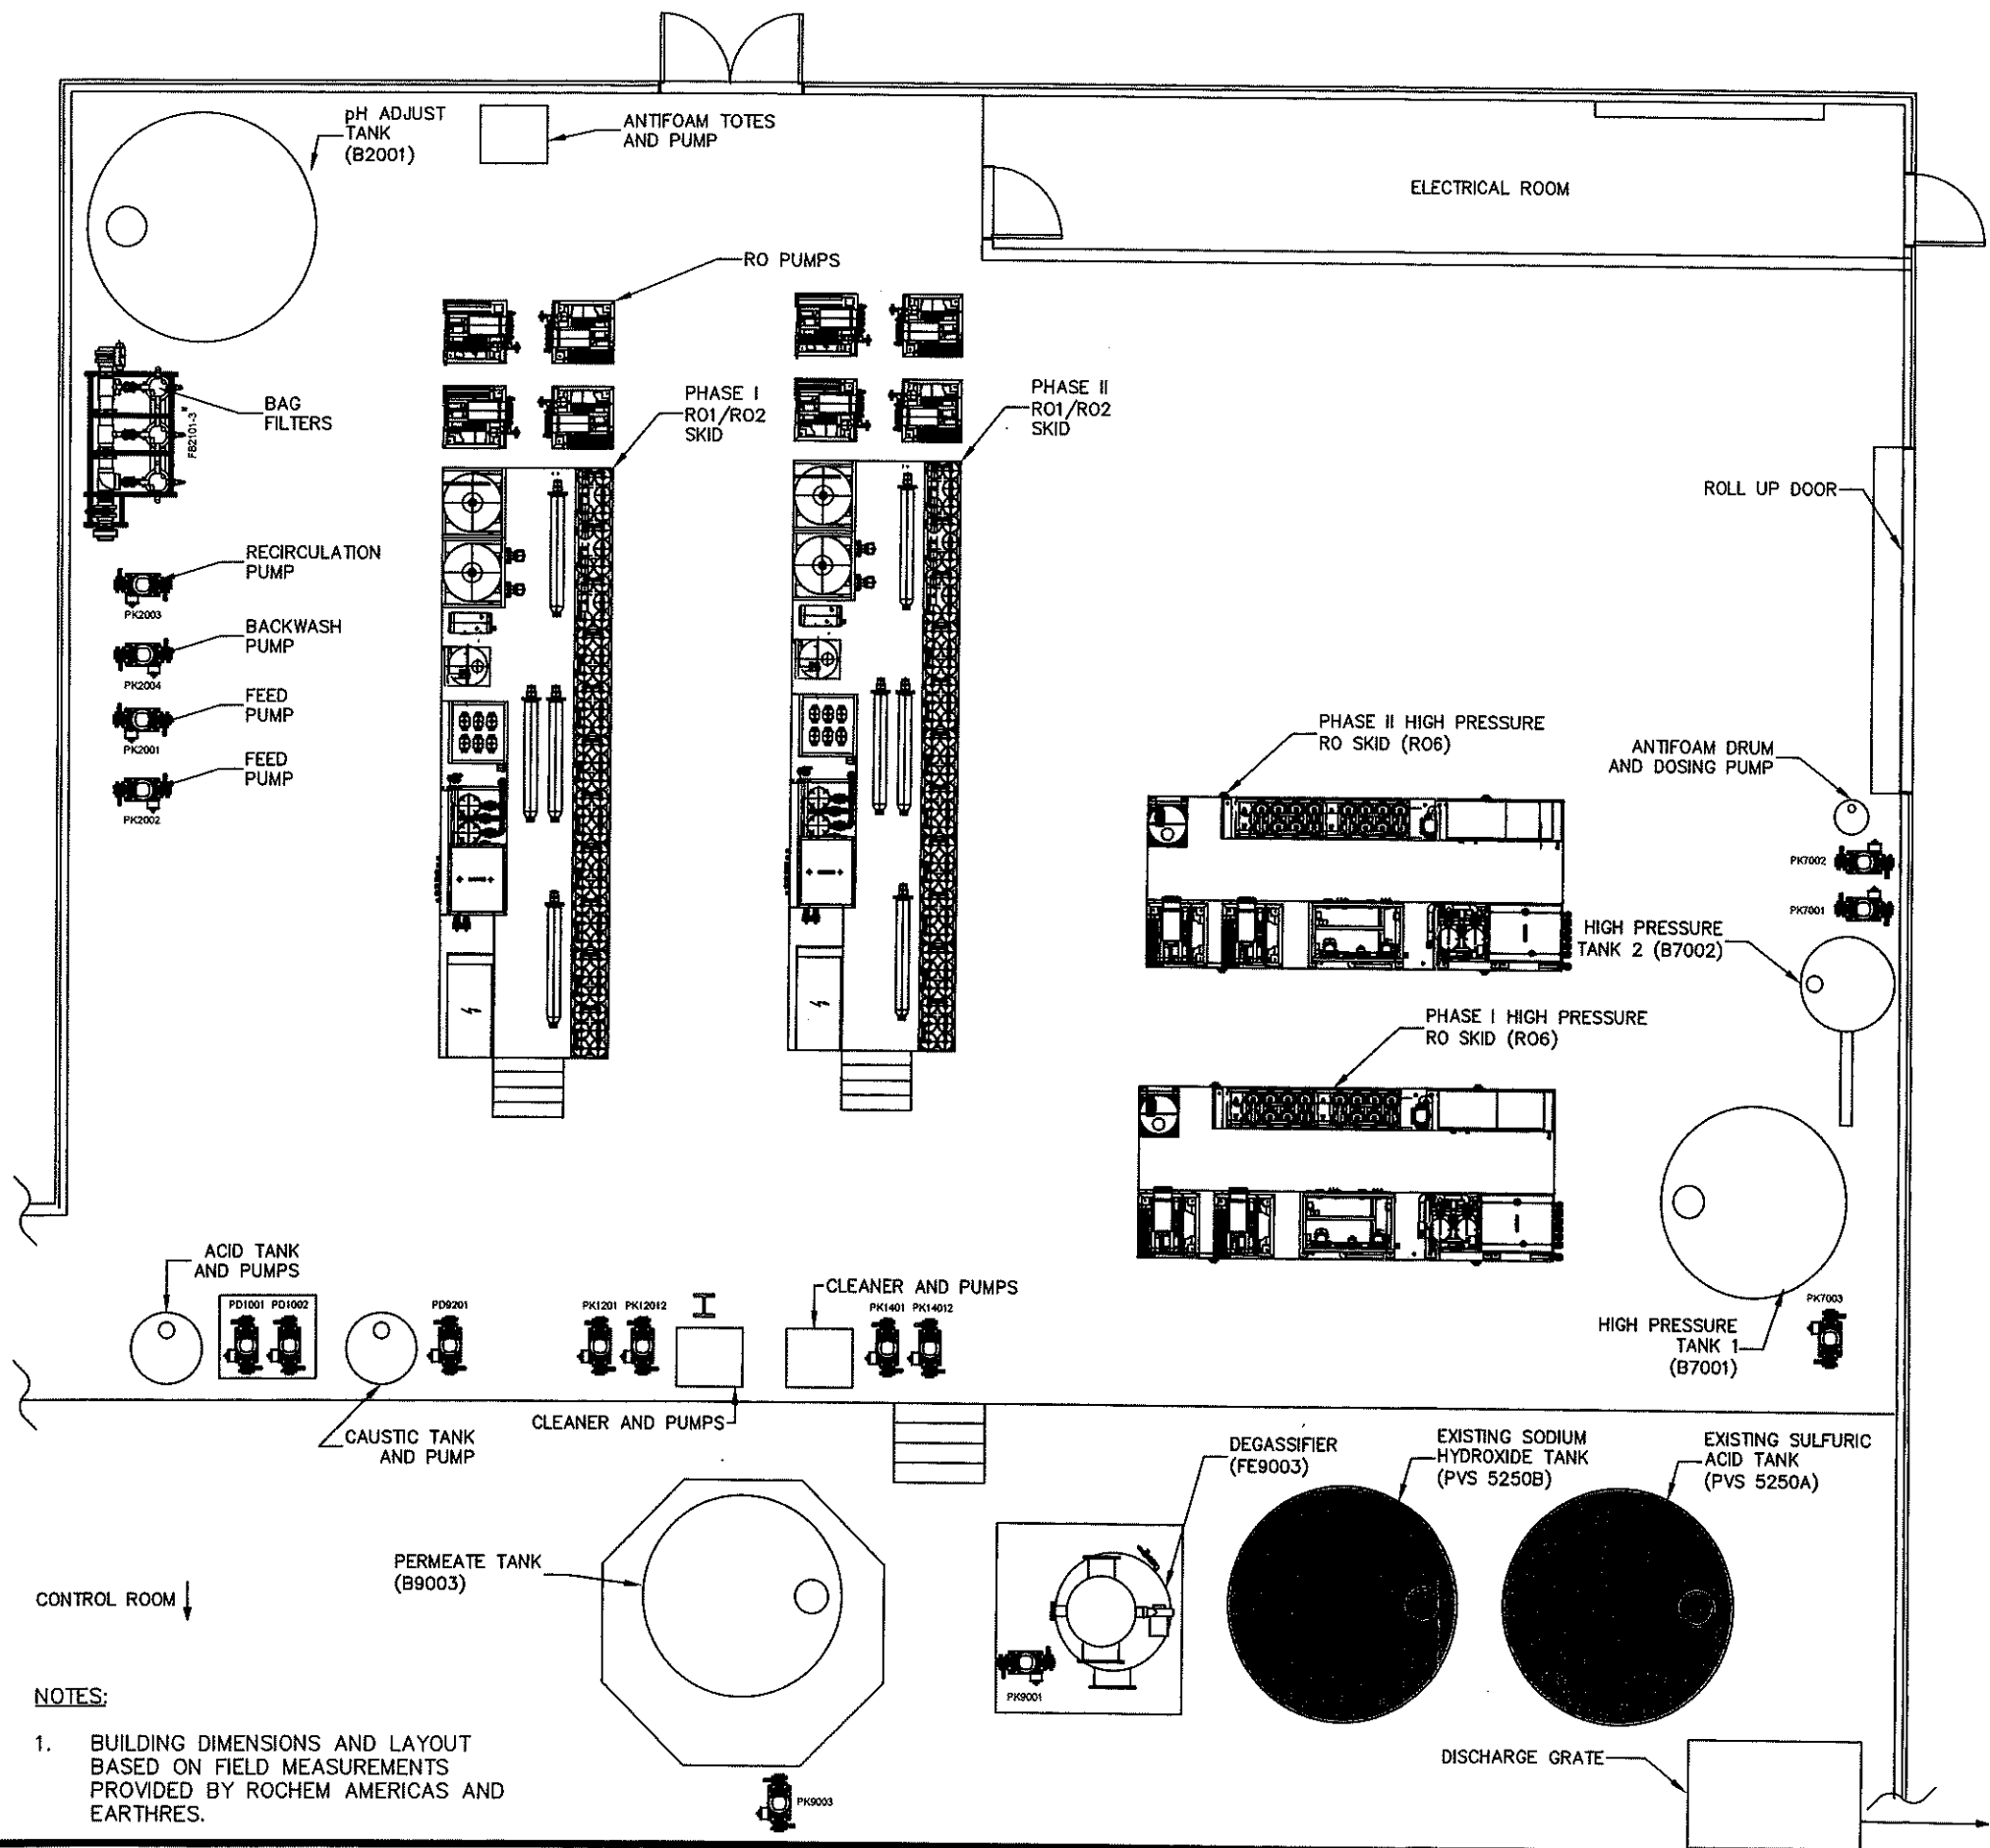 pH ADJUST
TANK
(B2001)
ANTIFOAM TOTES
AND PUMP
ELECTRICAL ROOM
RO PUMPS
BAG
FILTERS
FB2101-3
PHASE I
RO1/RO2
SKID
PHASE II
RO1/RO2
SKID
ROLL UP DOOR
RECIRCULATION
PUMP
PK2003
BACKWASH
PUMP
PK2004
FEED
PUMP
PK2001
FEED
PUMP
PK2002
PHASE II HIGH PRESSURE
RO SKID (RO6)
ANTIFOAM DRUM
AND DOSING PUMP
PK7002
PK7001
HIGH PRESSURE
TANK 2 (B7002)
PHASE I HIGH PRESSURE
RO SKID (RO6)
ACID TANK
AND PUMPS
PD1001 PD1002
PD9201
PK1201 PK12012
CLEANER AND PUMPS
PK1401 PK14012
PK7003
HIGH PRESSURE
TANK 1
(B7001)
CAUSTIC TANK
AND PUMP
CLEANER AND PUMPS
DEGASSIFIER
(FE9003)
EXISTING SODIUM
HYDROXIDE TANK
(PVS 5250B)
EXISTING SULFURIC
ACID TANK
(PVS 5250A)
PERMEATE TANK
(B9003)
CONTROL ROOM
PK9001
PK9003
DISCHARGE GRATE
NOTES:
1. BUILDING DIMENSIONS AND LAYOUT
BASED ON FIELD MEASUREMENTS
PROVIDED BY ROCHEM AMERICAS AND
EARTHRES.